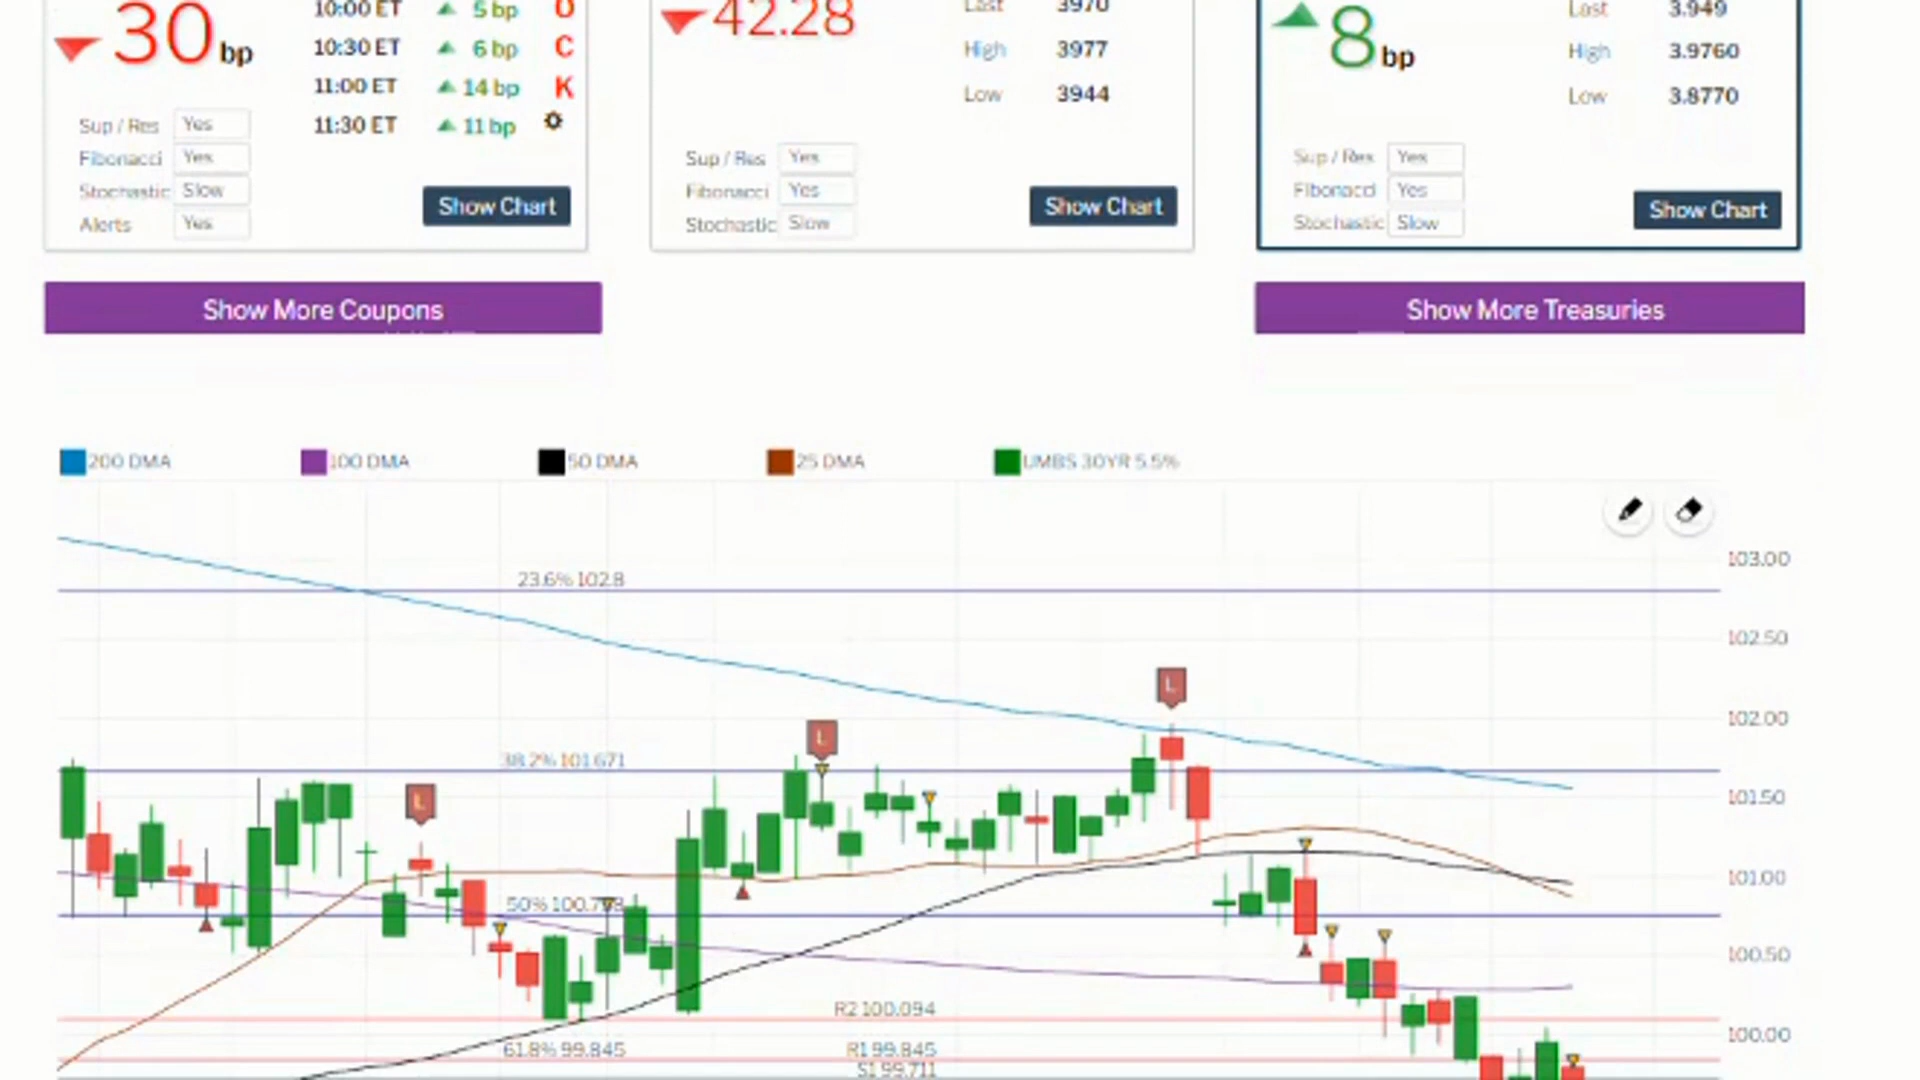 30 bp
10:00 ET 5 bp O
10:30 ET 6 bp C
11:00 ET 14 bp K
11:30 ET 11 bp
Sup / Res Yes
Fibonacci Yes
Stochastic Slow
Alerts Yes
Show Chart
42.28
Last 3970
High 3977
Low 3944
Sup / Res Yes
Fibonacci Yes
Stochastic Slow
Show Chart
8 bp
Last 3.949
High 3.9760
Low 3.8770
Sup / Res Yes
Fibonacci Yes
Stochastic Slow
Show Chart
Show More Coupons
Show More Treasuries
200 DMA 100 DMA 50 DMA 25 DMA UMBS 30YR 5.5%
103.00
23.6% 102.8
102.50
L
102.00
L
38.2% 101.671
101.50
L
101.00
50%
100.50
R2 100.094
100.00
61.8% 99.845
R1 99.845
S1 99.711